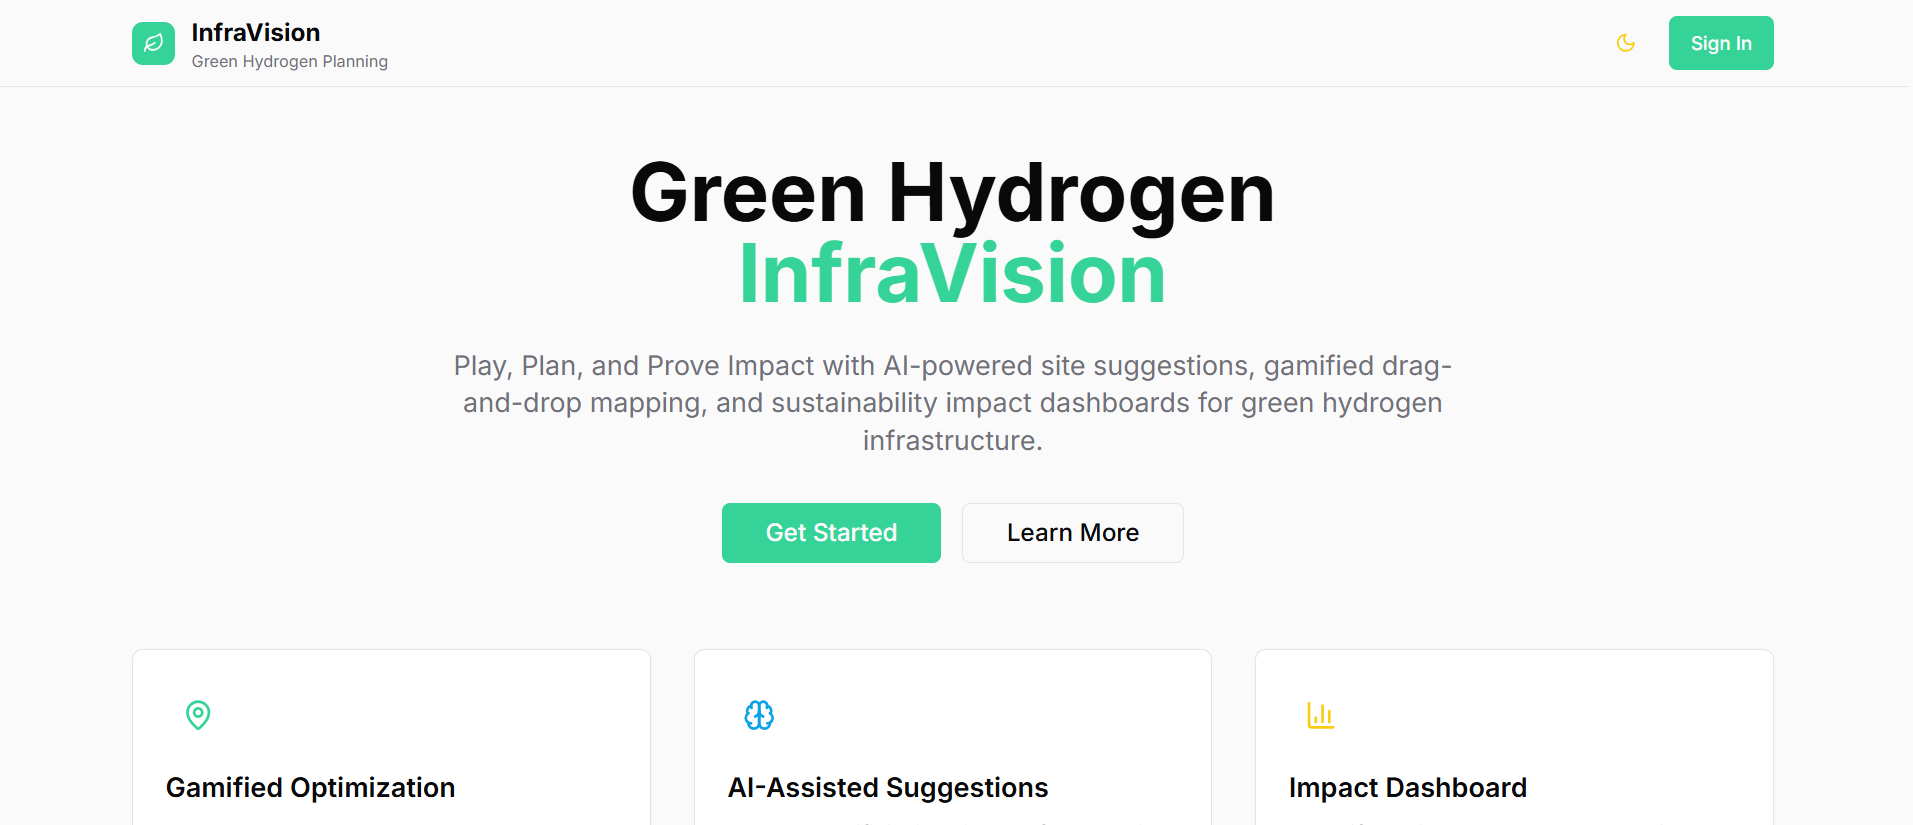 InfraVision
Green Hydrogen Planning
Sign In
Green Hydrogen
InfraVision
Play, Plan, and Prove Impact with AI-powered site suggestions, gamified drag-
and-drop mapping, and sustainability impact dashboards for green hydrogen
infrastructure.
Get Started
Learn More
Gamified Optimization
AI-Assisted Suggestions
Impact Dashboard